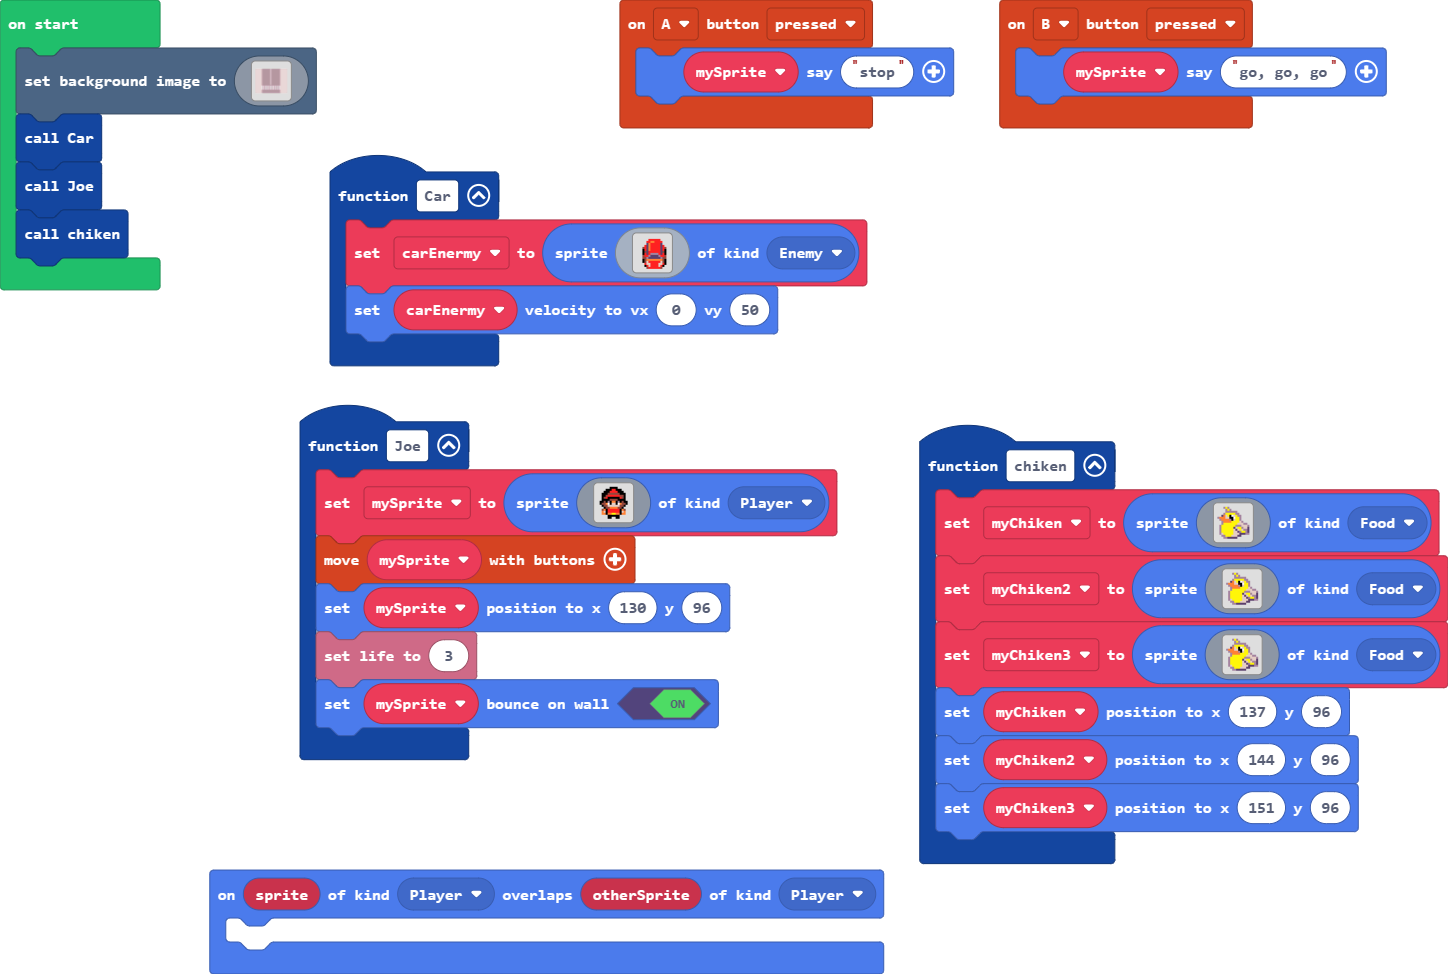 on start
set background image to
call Car
call Joe
call chiken
on A button pressed
mySprite say "stop"
on B button pressed
mySprite say "go, go, go"
function Car
set carEnermy to sprite of kind Enemy
set carEnermy velocity to vx 0 vy 50
function Joe
set mySprite to sprite of kind Player
move mySprite with buttons
set mySprite position to x 130 y 96
set life to 3
set mySprite bounce on wall ON
function chiken
set myChiken to sprite of kind Food
set myChiken2 to sprite of kind Food
set myChiken3 to sprite of kind Food
set myChiken position to x 137 y 96
set myChiken2 position to x 144 y 96
set myChiken3 position to x 151 y 96
on sprite of kind Player overlaps otherSprite of kind Player